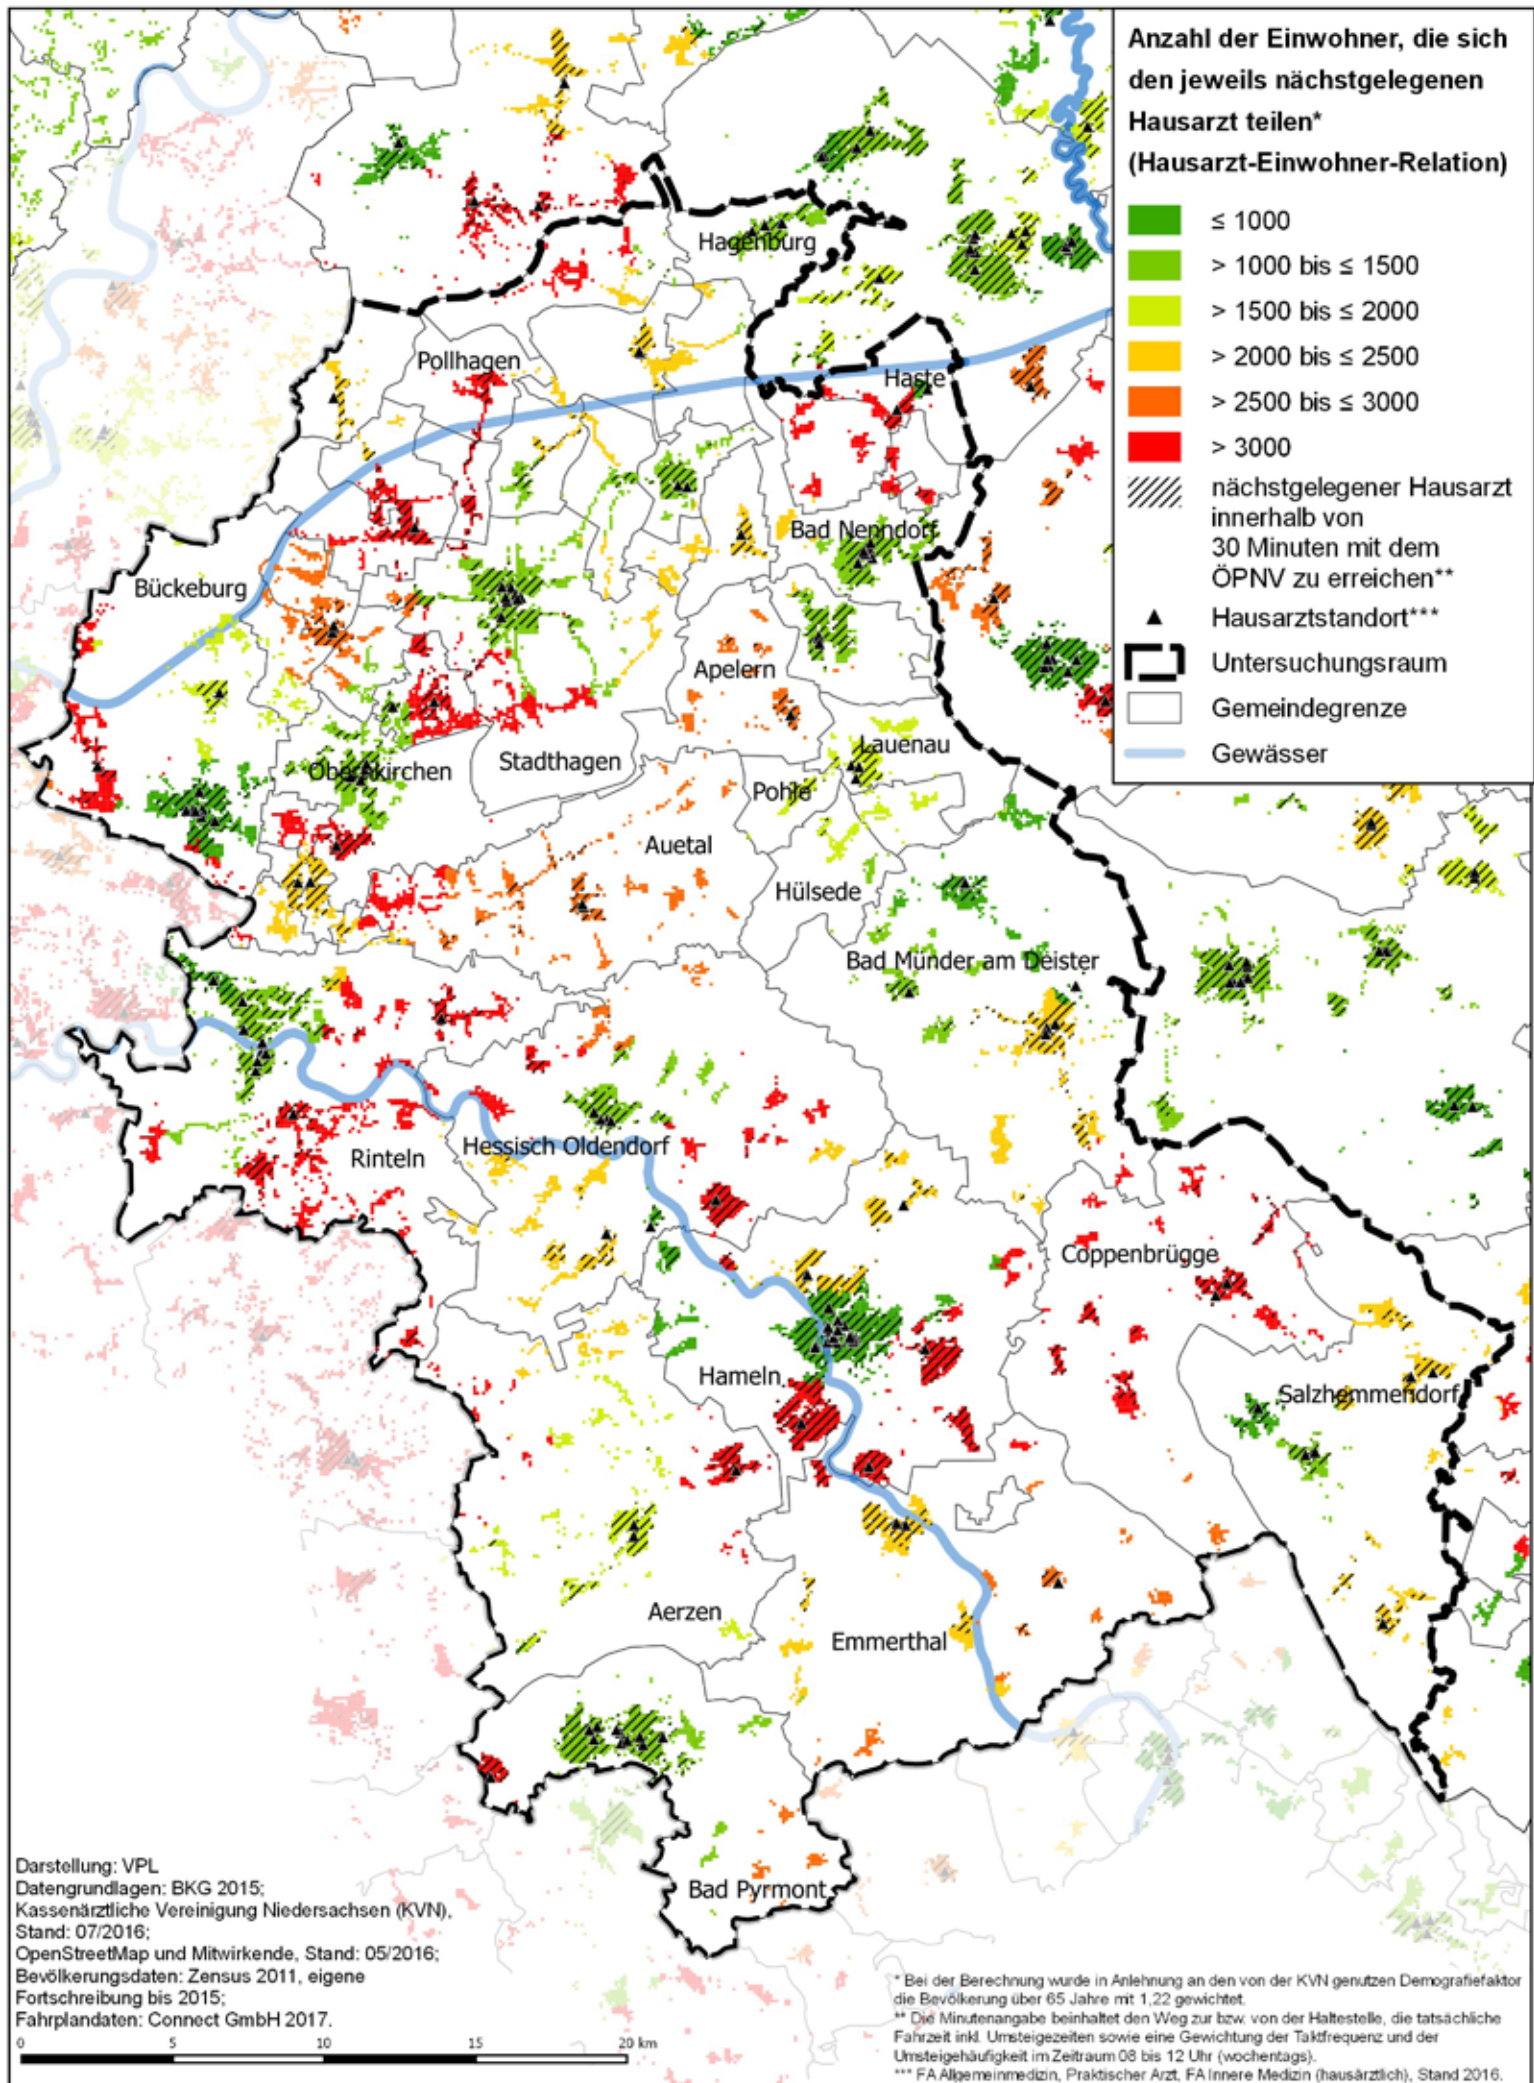 Anzahl der Einwohner, die sich
den jeweils nächstgelegenen
Hausarzt teilen*
(Hausarzt-Einwohner-Relation)
≤ 1000
> 1000 bis ≤ 1500
> 1500 bis ≤ 2000
> 2000 bis ≤ 2500
> 2500 bis ≤ 3000
> 3000
nächstgelegener Hausarzt
innerhalb von
30 Minuten mit dem
ÖPNV zu erreichen**
Hausarztstandort***
Untersuchungsraum
Gemeindegrenze
Gewässer
Hagenburg
Pollhagen
Haste
Bad Nenndorf
Bückeburg
Apelern
Lauenau
Stadthagen
Obernkirchen
Pohle
Auetal
Hülsede
Bad Münder am Deister
Hessisch Oldendorf
Rinteln
Coppenbrügge
Hameln
Salzhemmendorf
Aerzen
Emmerthal
Bad Pyrmont
Darstellung: VPL
Datengrundlagen: BKG 2015;
Kassenärztliche Vereinigung Niedersachsen (KVN),
Stand: 07/2016;
OpenStreetMap und Mitwirkende, Stand: 05/2016;
Bevölkerungsdaten: Zensus 2011, eigene
Fortschreibung bis 2015;
Fahrplandaten: Connect GmbH 2017.
0 5 10 15 20 km
* Bei der Berechnung wurde in Anlehnung an den von der KVN genutzen Demografiefaktor
die Bevölkerung über 65 Jahre mit 1,22 gewichtet.
** Die Minutenangabe beinhaltet den Weg zur bzw. von der Haltestelle, die tatsächliche
Fahrzeit inkl. Umsteigezeiten sowie eine Gewichtung der Taktfrequenz und der
Umsteigehäufigkeit im Zeitraum 08 bis 12 Uhr (wochentags).
*** FA Allgemeinmedizin, Praktischer Arzt, FA Innere Medizin (hausärztlich), Stand 2016.